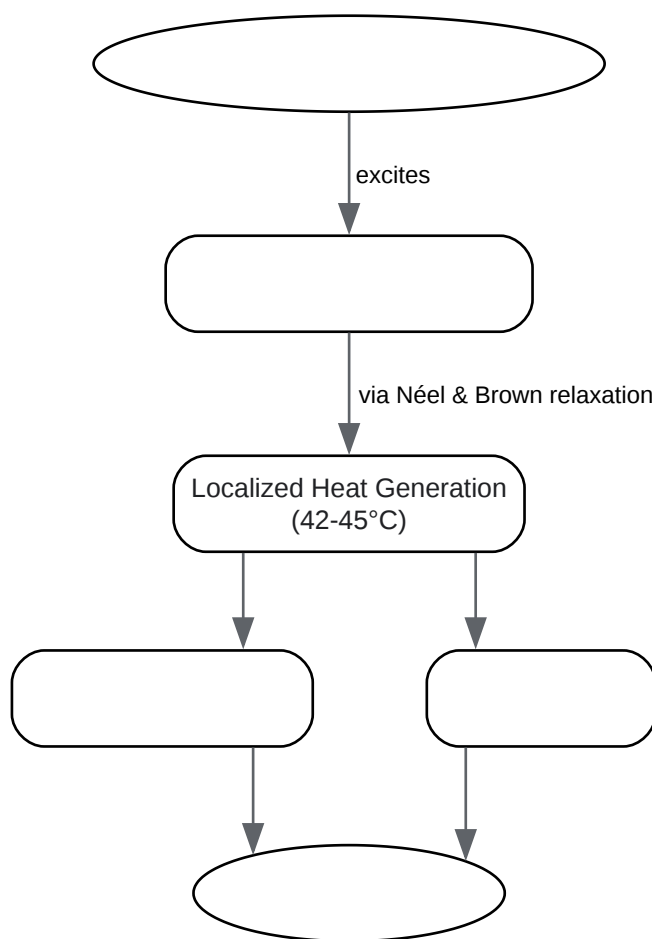 excites
via Néel & Brown relaxation
Localized Heat Generation
(42-45°C)